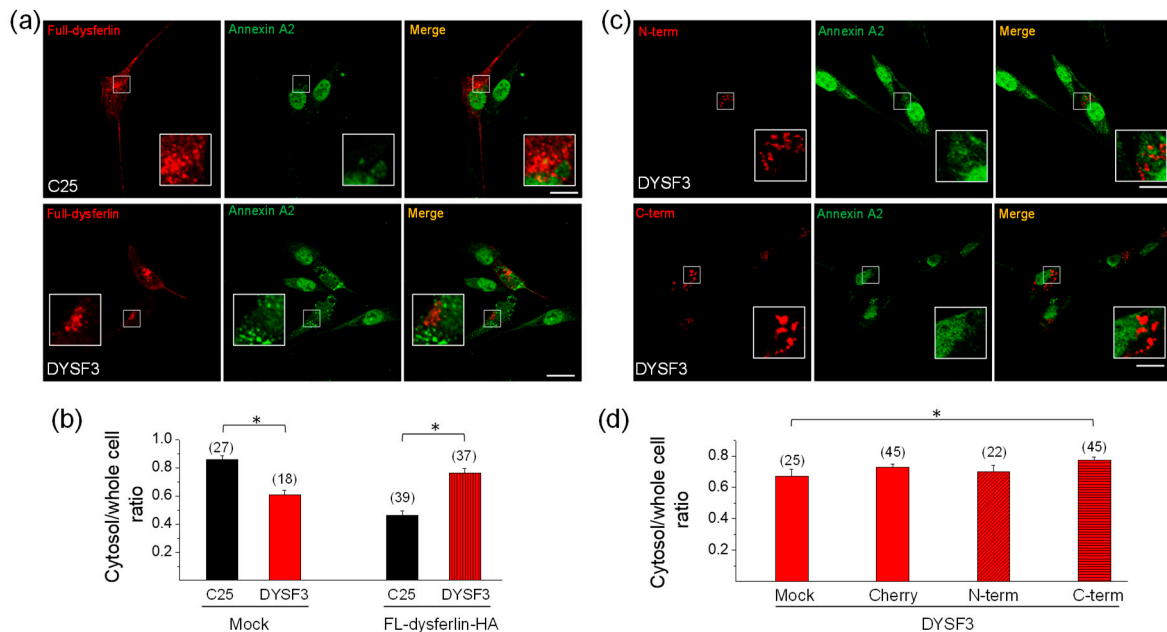 (a)
Full-dysferlin Annexin A2 Merge
C25
Full-dysferlin Annexin A2 Merge
DYSF3
(b)
Cytosol/whole cell
ratio
1.0
0.8
0.6
0.4
0.2
(27)
(18)
*
(39)
(37)
*
C25 DYSF3 C25 DYSF3
Mock FL-dysferlin-HA
(c)
N-term Annexin A2 Merge
DYSF3
C-term Annexin A2 Merge
DYSF3
(d)
Cytosol/whole cell
ratio
0.8
0.6
0.4
0.2
*
(25) (45) (22) (45)
Mock Cherry N-term C-term
DYSF3